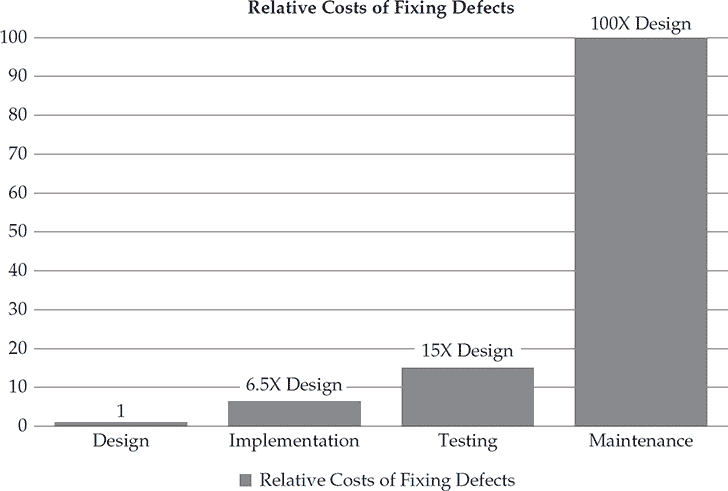 Relative Costs of Fixing Defects
100X Design
100
90
80
70
60
50
40
30
20
15X Design
10
6.5X Design
1
0
Design Implementation Testing Maintenance
Relative Costs of Fixing Defects